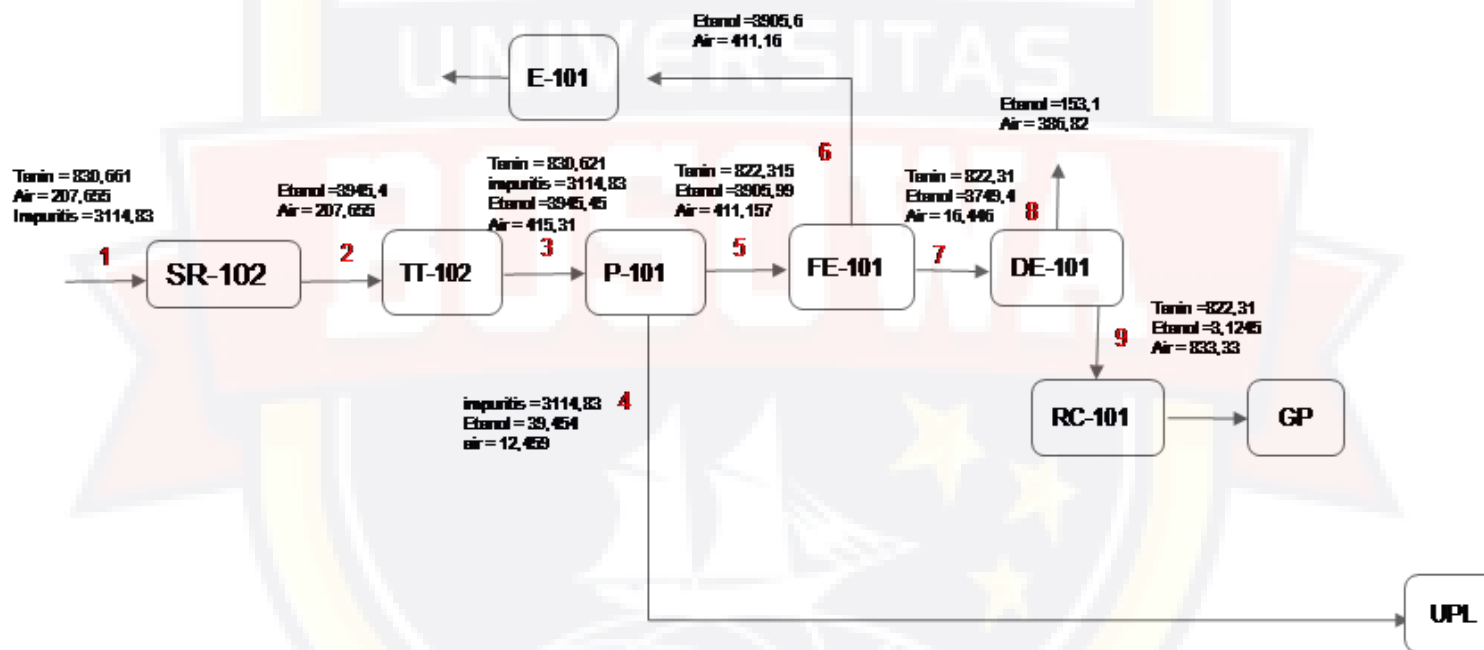 UNIVERSITAS
BOSOWA
Etanol =3905,6
Air = 411,16
E-101
Etanol =153,1
Air = 386,82
6
Tanin = 830,661
Air = 207,655
Impuritis =3114,83
Etanol =3945,4
Air = 207,655
Tanin = 830,621
impuritis =3114,83
Etanol =3945,45
Air = 415,31
Tanin = 822,315
Etanol =3905,99
Air = 411,157
Tanin = 822,31
Etanol =3749,4
Air = 16,446
8
1
2
3
5
7
SR-102
TT-102
P-101
FE-101
DE-101
9
Tanin =822,31
Etanol =3,1245
Air = 833,33
impuritis =3114,83
Etanol = 39,454
air = 12,459
4
RC-101
GP
UPL